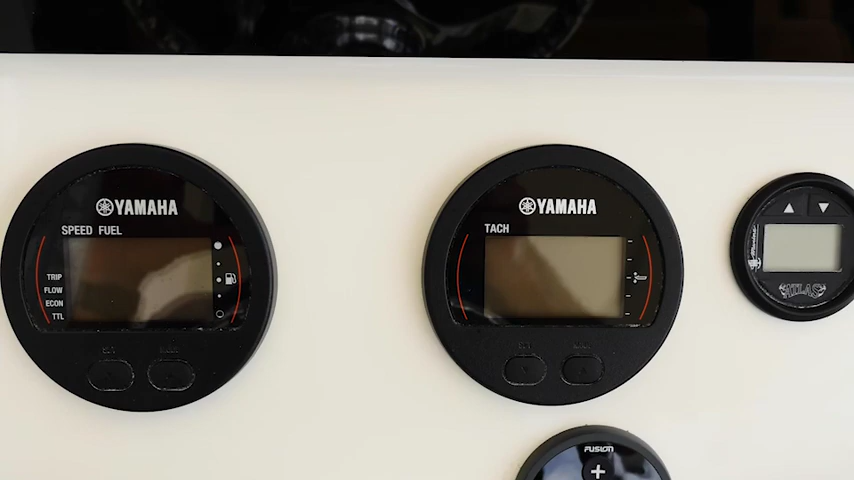 YAMAHA
SPEED FUEL
TRIP
FLOW
ECON
TTL
YAMAHA
TACH
ATLAS
FUSION
+